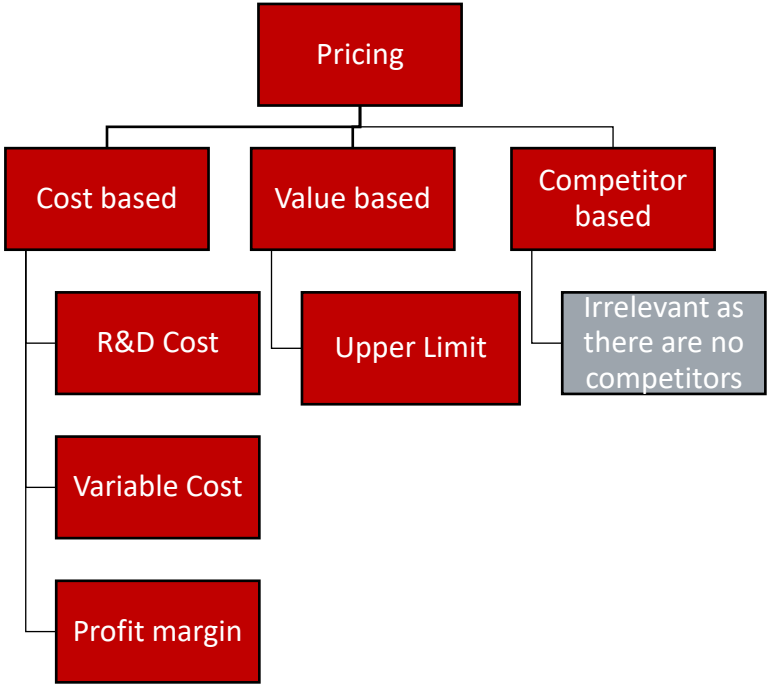 Pricing
Cost based
Value based
Competitor
based
R&D Cost
Upper Limit
Irrelevant as
there are no
competitors
Variable Cost
Profit margin